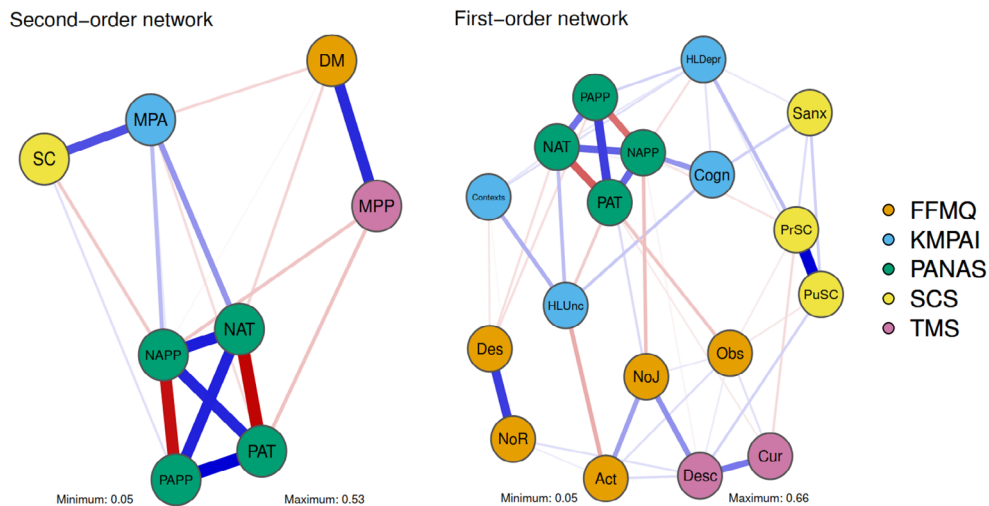 Second-order network
DM
MPA
SC
MPP
NAT
NAPP
PAT
PAPP
Minimum: 0.05
Maximum: 0.53
First-order network
HLDepr
PAPP
Sanx
NAT
NAPP
Cogn
Contexts
PAT
PrSC
PuSC
HLUnc
Des
Obs
NoJ
NoR
Cur
Act
Desc
Minimum: 0.05
Maximum: 0.66
FFMQ
KMPAI
PANAS
SCS
TMS